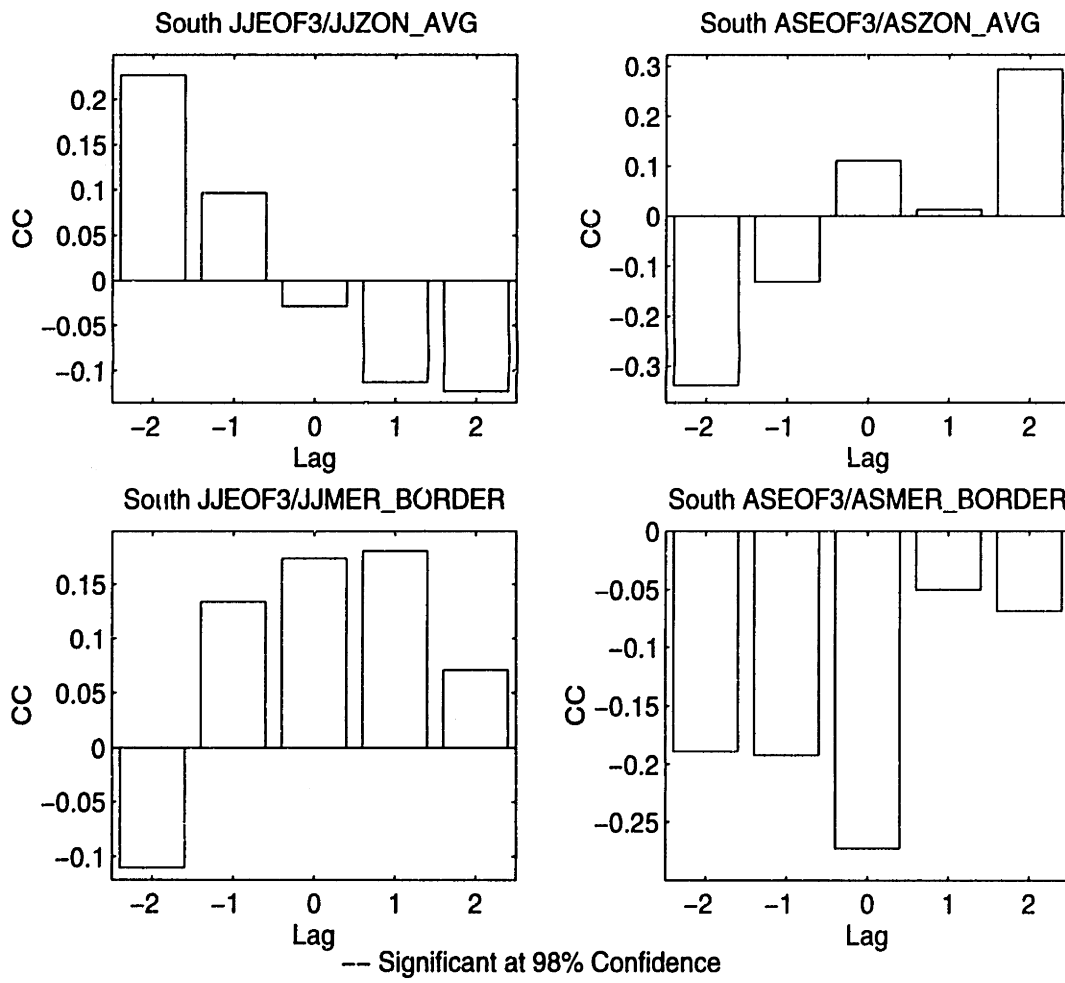 South JJEOF3/JJZON_AVG
0.2
0.15
0.1
0.05
0
−0.05
−0.1
CC
−2 −1 0 1 2
Lag
South ASEOF3/ASZON_AVG
0.3
0.2
0.1
0
−0.1
−0.2
−0.3
CC
−2 −1 0 1 2
Lag
South JJEOF3/JJMER_BORDER
0.15
0.1
0.05
0
−0.05
−0.1
CC
−2 −1 0 1 2
Lag
South ASEOF3/ASMER_BORDER
0
−0.05
−0.1
−0.15
−0.2
−0.25
CC
−2 −1 0 1 2
Lag
−− Significant at 98% Confidence